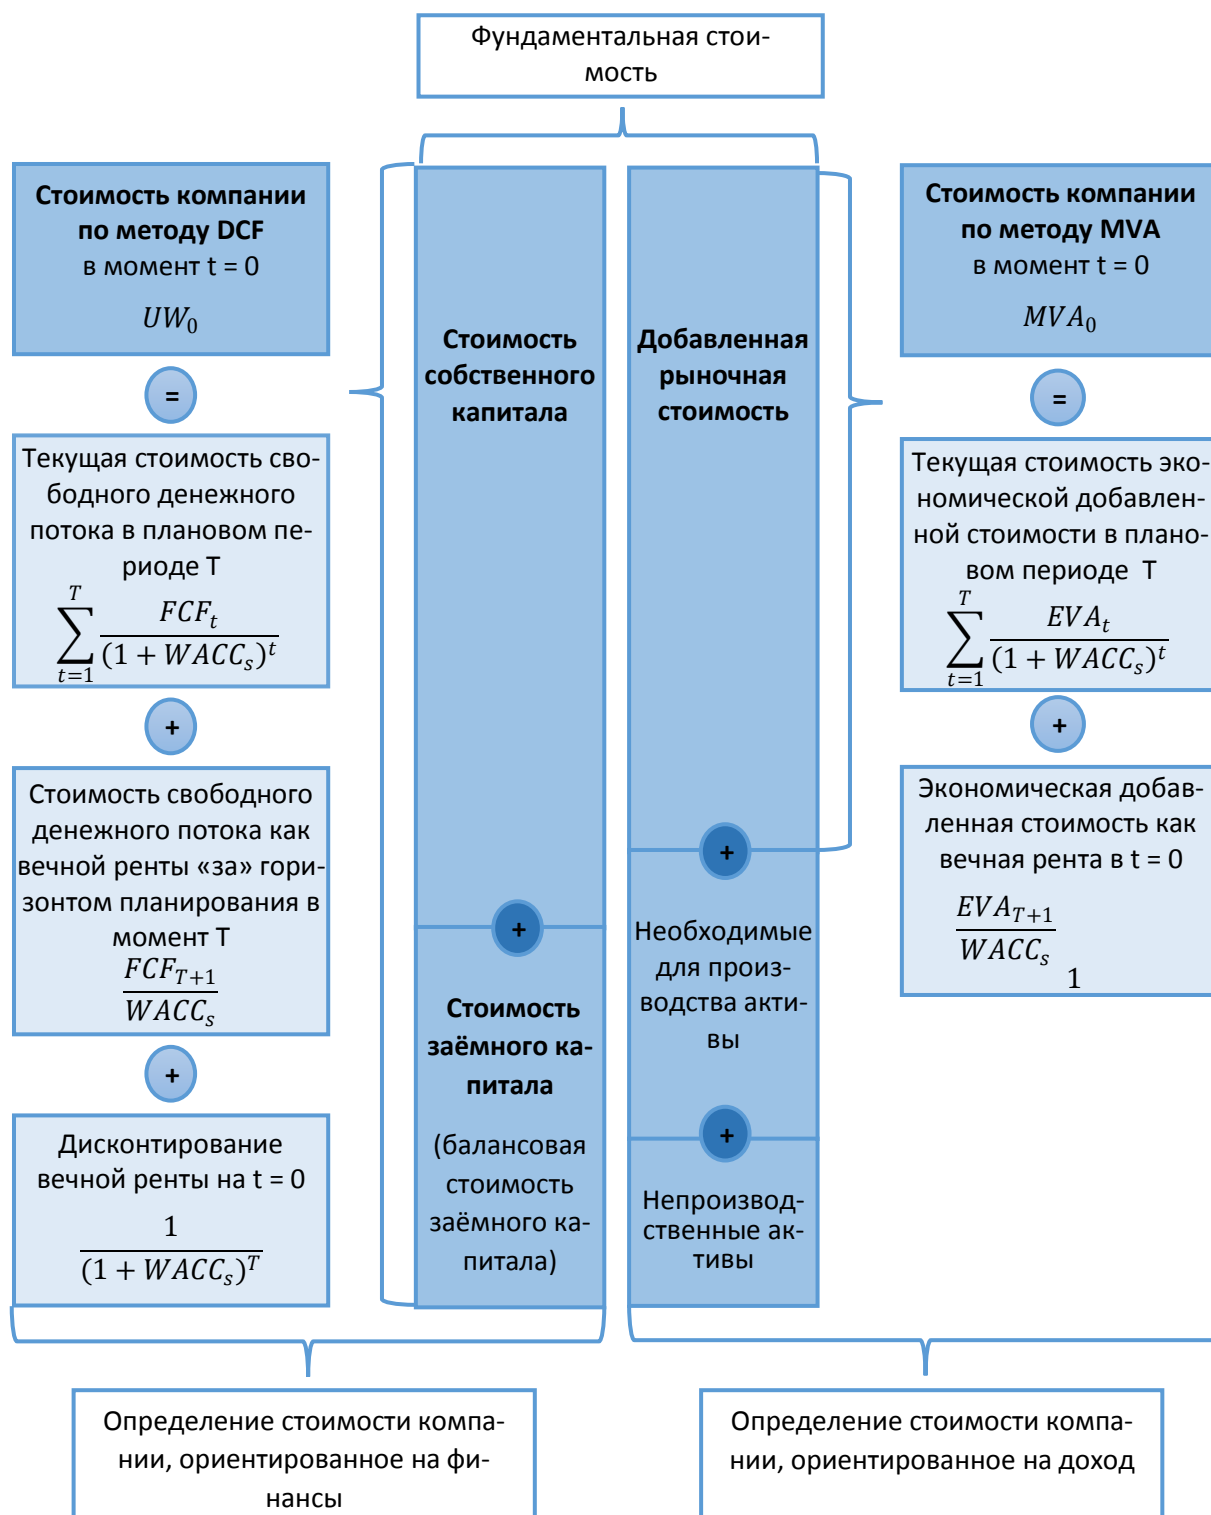 Фундаментальная стои-
мость
Стоимость компании
по методу DCF
в момент t = 0
UW₀
=
Текущая стоимость сво-
бодного денежного
потока в плановом пе-
риоде T
∑_{t=1}^{T} FCF_t / (1 + WACC_s)^t
+
Стоимость свободного
денежного потока как
вечной ренты «за» гори-
зонтом планирования в
момент T
FCF_{T+1} / WACC_s
+
Дисконтирование
вечной ренты на t = 0
1 / (1 + WACC_s)^T
Стоимость
собственного
капитала
+
Стоимость
заёмного ка-
питала
(балансовая
стоимость
заёмного ка-
питала)
Добавленная
рыночная
стоимость
+
Необходимые
для произ-
водства акти-
вы
+
Непроизвод-
ственные ак-
тивы
Стоимость компании
по методу MVA
в момент t = 0
MVA₀
=
Текущая стоимость эко-
номической добавлен-
ной стоимости в плано-
вом периоде T
∑_{t=1}^{T} EVA_t / (1 + WACC_s)^t
+
Экономическая добав-
ленная стоимость как
вечная рента в t = 0
EVA_{T+1} / WACC_s
1
Определение стоимости компа-
нии, ориентированное на фи-
нансы
Определение стоимости компа-
нии, ориентированное на доход